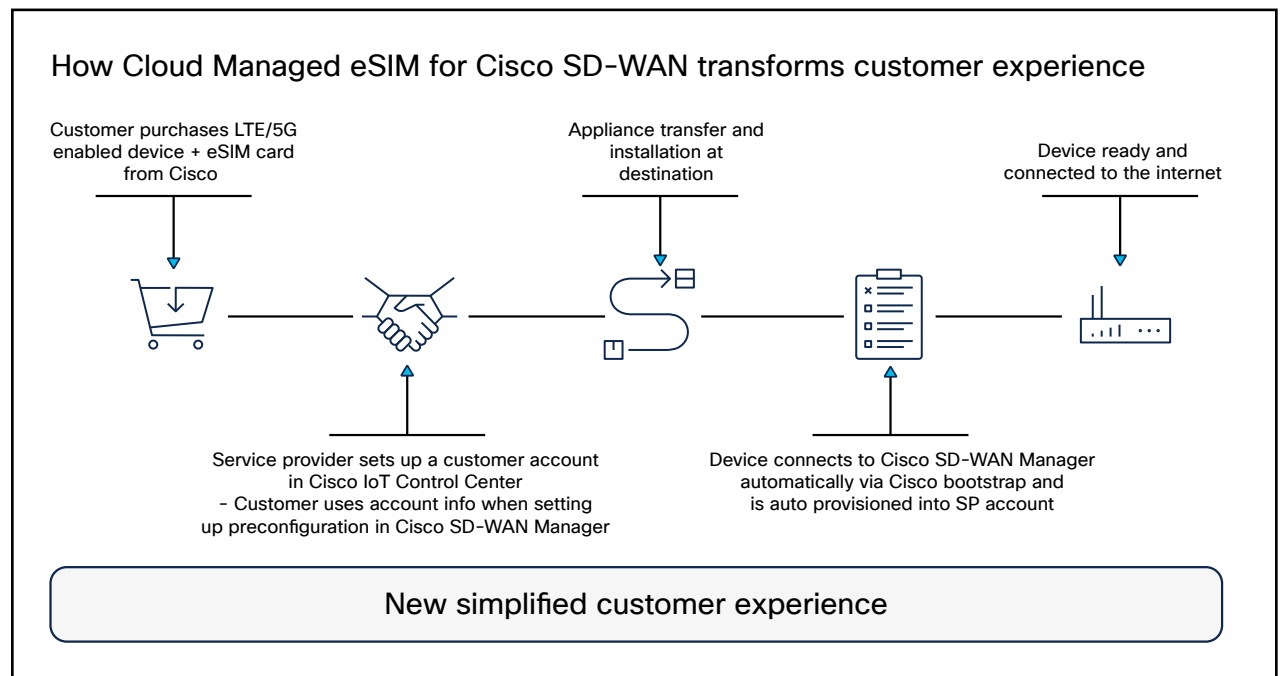 How Cloud Managed eSIM for Cisco SD-WAN transforms customer experience
Customer purchases LTE/5G
enabled device + eSIM card
from Cisco
Service provider sets up a customer account
in Cisco IoT Control Center
– Customer uses account info when setting
up preconfiguration in Cisco SD-WAN Manager
Appliance transfer and
installation at
destination
Device connects to Cisco SD-WAN Manager
automatically via Cisco bootstrap and
is auto provisioned into SP account
Device ready and
connected to the internet
New simplified customer experience